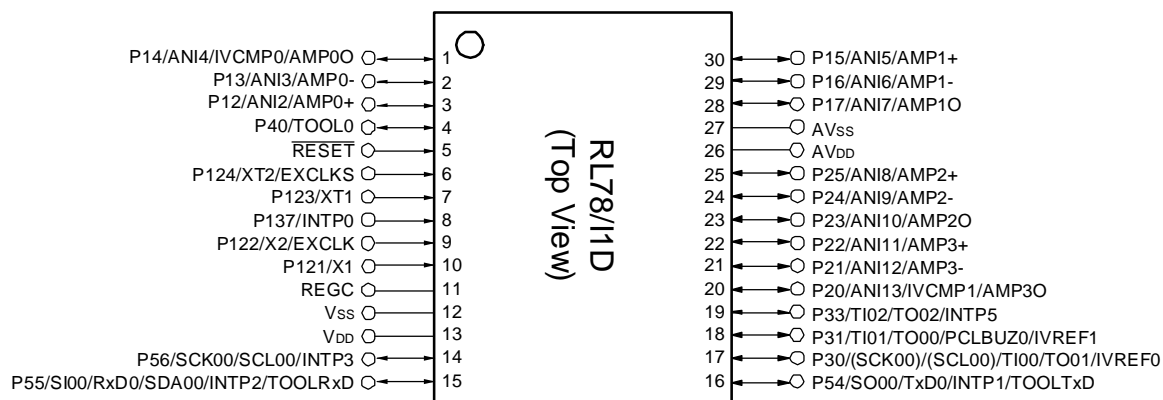 P14/ANI4/IVCMP0/AMP0O 1
P13/ANI3/AMP0- 2
P12/ANI2/AMP0+ 3
P40/TOOL0 4
RESET 5
P124/XT2/EXCLKS 6
P123/XT1 7
P137/INTP0 8
P122/X2/EXCLK 9
P121/X1 10
REGC 11
Vss 12
VDD 13
P56/SCK00/SCL00/INTP3 14
P55/SI00/RxD0/SDA00/INTP2/TOOLRxD 15
RL78/I1D
(Top View)
30 P15/ANI5/AMP1+
29 P16/ANI6/AMP1-
28 P17/ANI7/AMP1O
27 AVss
26 AVDD
25 P25/ANI8/AMP2+
24 P24/ANI9/AMP2-
23 P23/ANI10/AMP2O
22 P22/ANI11/AMP3+
21 P21/ANI12/AMP3-
20 P20/ANI13/IVCMP1/AMP3O
19 P33/TI02/TO02/INTP5
18 P31/TI01/TO00/PCLBUZ0/IVREF1
17 P30/(SCK00)/(SCL00)/TI00/TO01/IVREF0
16 P54/SO00/TxD0/INTP1/TOOLTxD